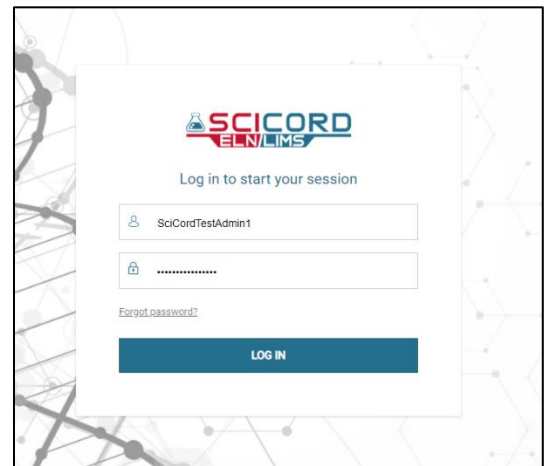 SCICORD
ELN/LIMS
Log in to start your session
SciCordTestAdmin1
................
Forgot password?
LOG IN